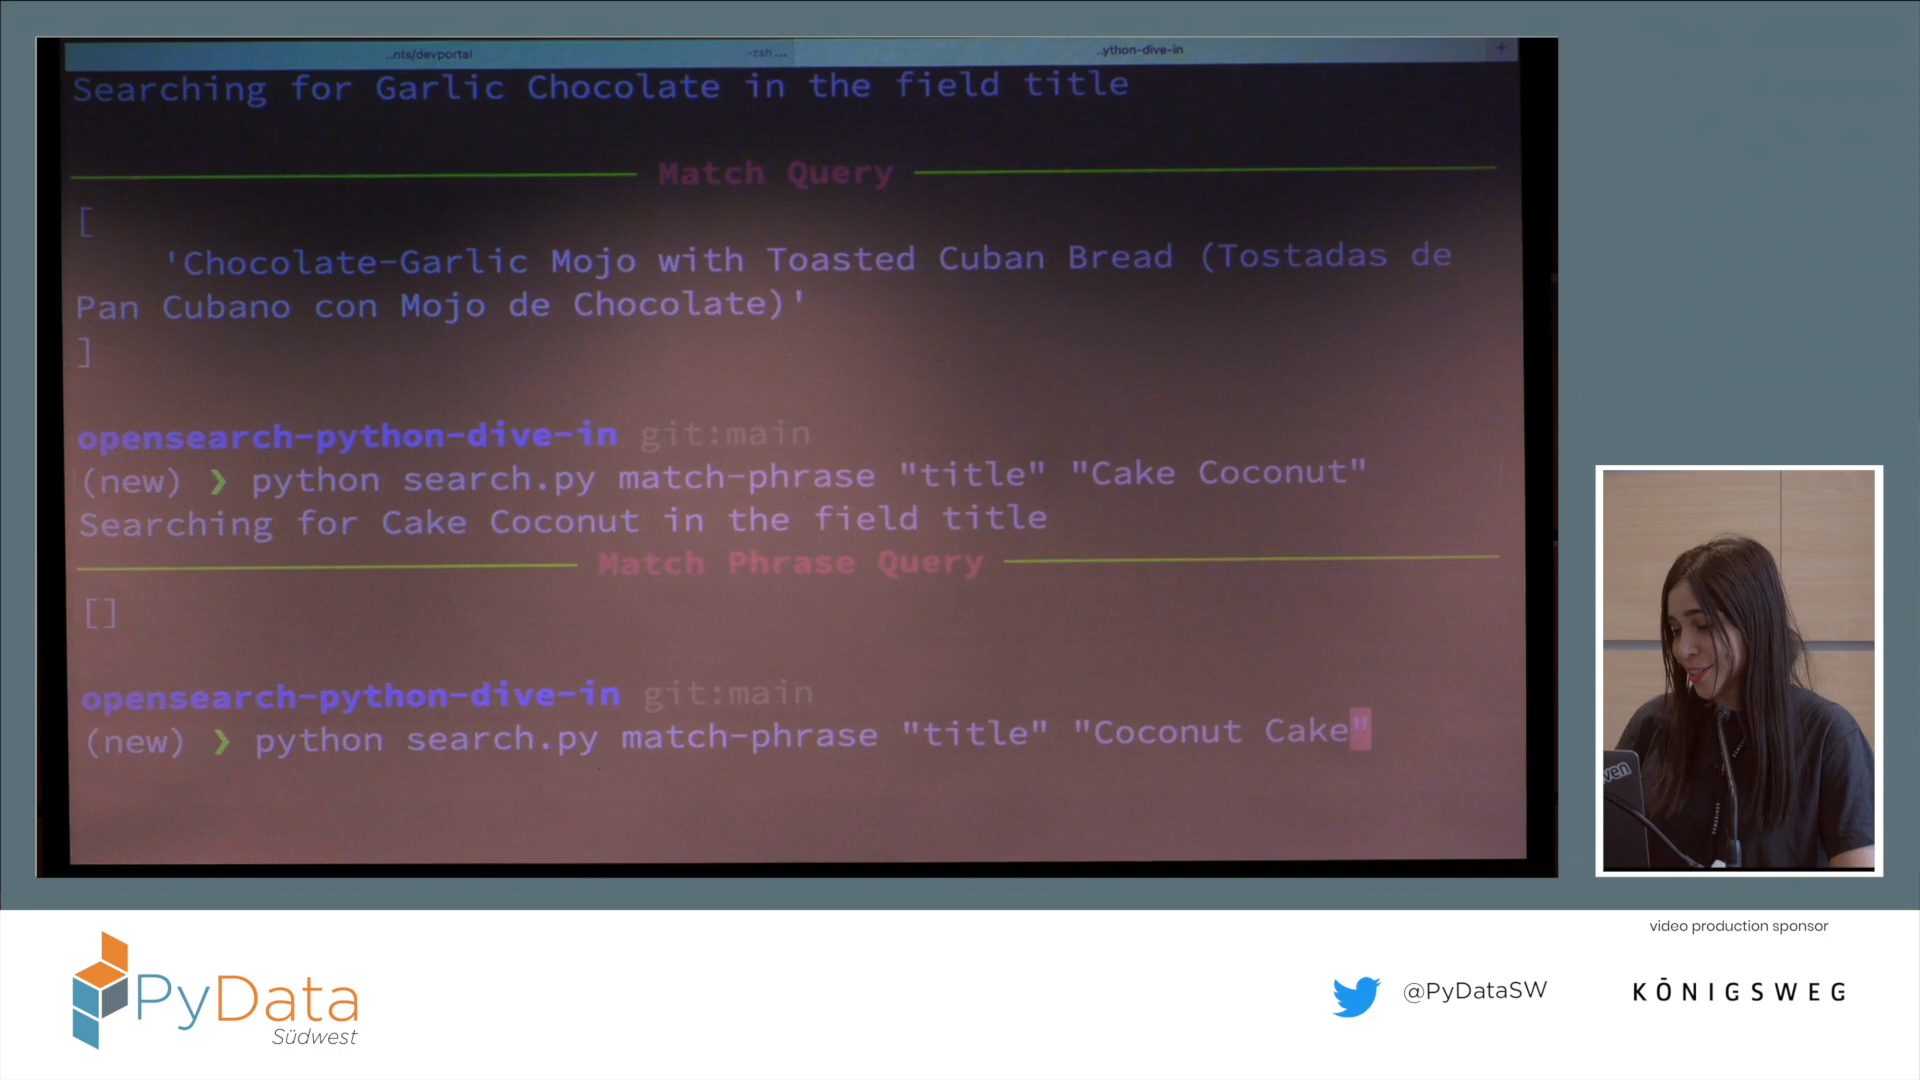 ...nts/devportal -zsh ... ...ython-dive-in +
Searching for Garlic Chocolate in the field title
Match Query
[
'Chocolate-Garlic Mojo with Toasted Cuban Bread (Tostadas de
Pan Cubano con Mojo de Chocolate)'
]
opensearch-python-dive-in git:main
(new) ❯ python search.py match-phrase "title" "Cake Coconut"
Searching for Cake Coconut in the field title
Match Phrase Query
[]
opensearch-python-dive-in git:main
(new) ❯ python search.py match-phrase "title" "Coconut Cake"
ven
video production sponsor
PyData
Südwest
@PyDataSW
KÖNIGSWEG